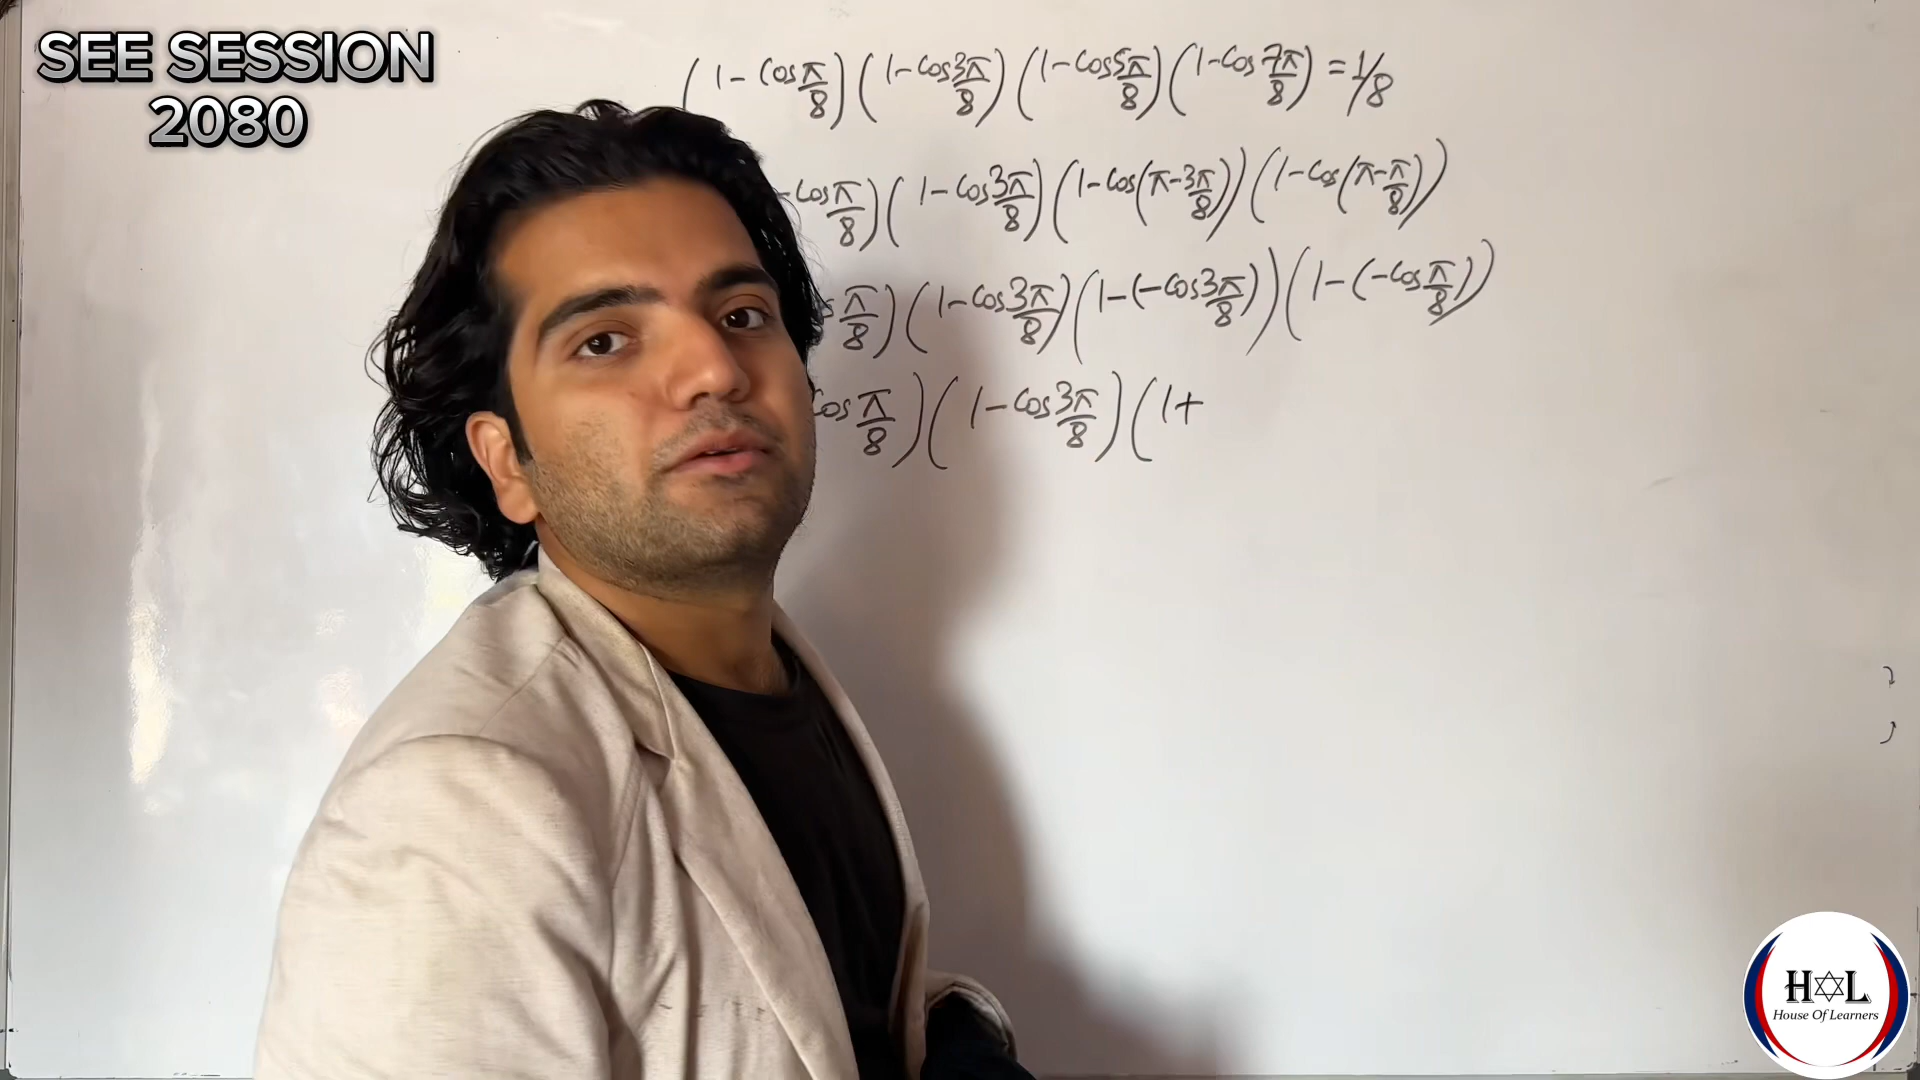 SEE SESSION
2080
(1-cos π/8)(1-cos 3π/8)(1-cos 5π/8)(1-cos 7π/8) = 1/8
-cos π/8)(1-cos 3π/8)(1-cos(π-3π/8))(1-cos(π-π/8))
s π/8)(1-cos 3π/8)(1-(-cos 3π/8))(1-(-cos π/8))
cos π/8)(1-cos 3π/8)(1+
H L
House Of Learners